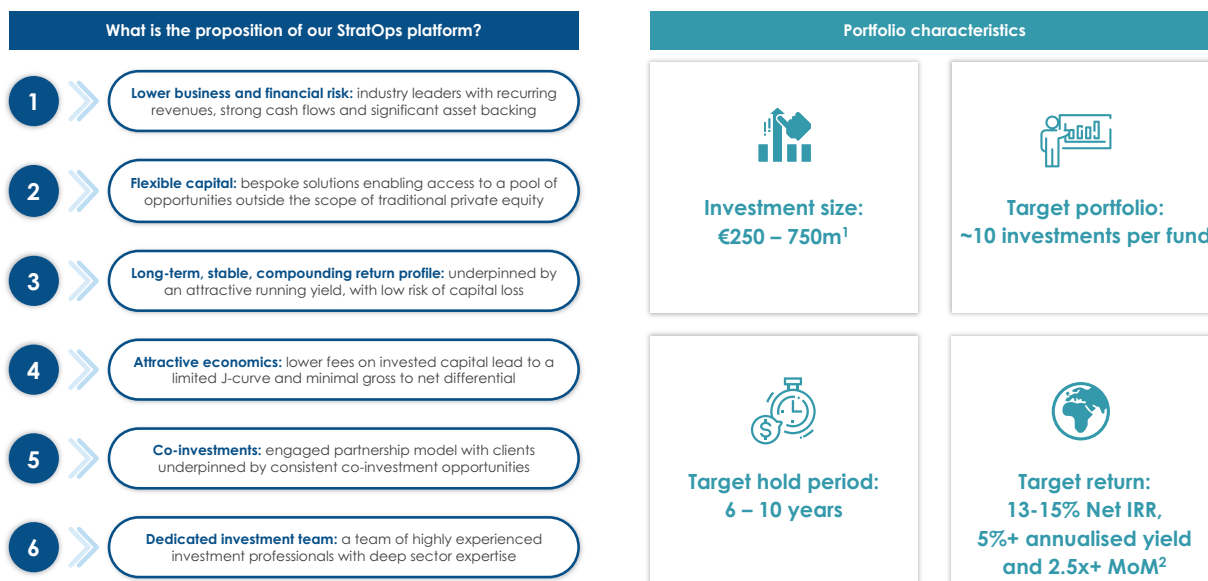 What is the proposition of our StratOps platform?
1
Lower business and financial risk: industry leaders with recurring
revenues, strong cash flows and significant asset backing
2
Flexible capital: bespoke solutions enabling access to a pool of
opportunities outside the scope of traditional private equity
3
Long-term, stable, compounding return profile: underpinned by
an attractive running yield, with low risk of capital loss
4
Attractive economics: lower fees on invested capital lead to a
limited J-curve and minimal gross to net differential
5
Co-investments: engaged partnership model with clients
underpinned by consistent co-investment opportunities
6
Dedicated investment team: a team of highly experienced
investment professionals with deep sector expertise
Portfolio characteristics
Investment size:
€250 – 750m¹
Target portfolio:
~10 investments per fund
$
Target hold period:
6 – 10 years
Target return:
13-15% Net IRR,
5%+ annualised yield
and 2.5x+ MoM²